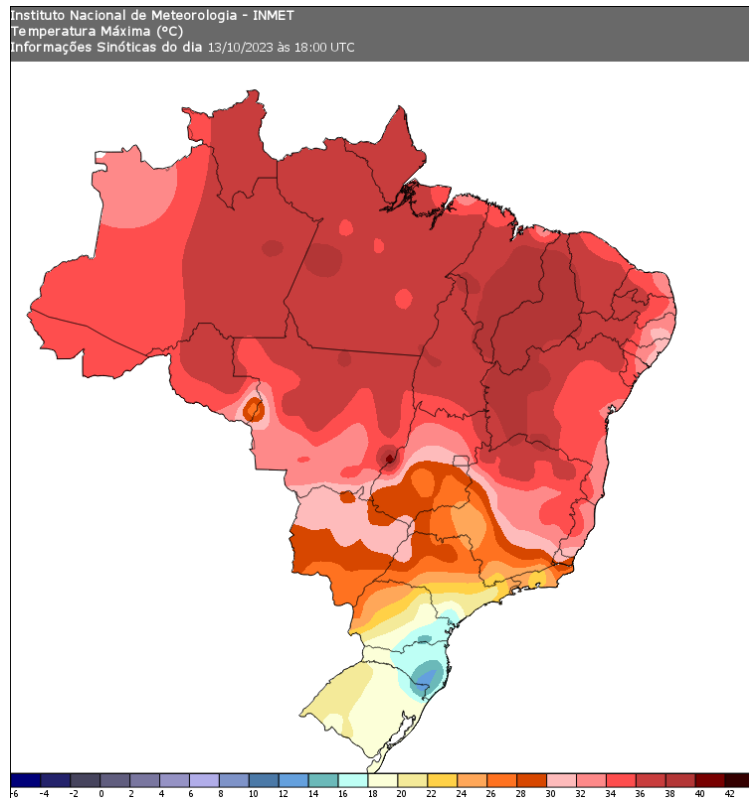 Instituto Nacional de Meteorologia - INMET
Temperatura Máxima (°C)
Informações Sinóticas do dia 13/10/2023 às 18:00 UTC
-6 -4 -2 0 2 4 6 8 10 12 14 16 18 20 22 24 26 28 30 32 34 36 38 40 42